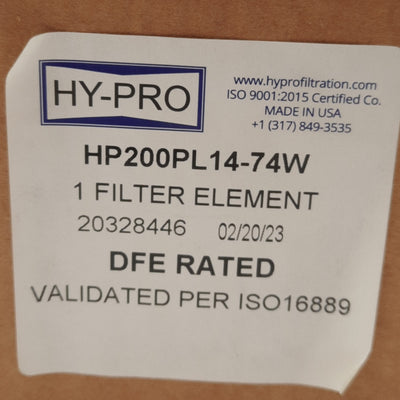 HY-PRO
www.hyprofiltration.com
ISO 9001:2015 Certified Co.
MADE IN USA
+1 (317) 849-3535
HP200PL14-74W
1 FILTER ELEMENT
20328446 02/20/23
DFE RATED
VALIDATED PER ISO16889